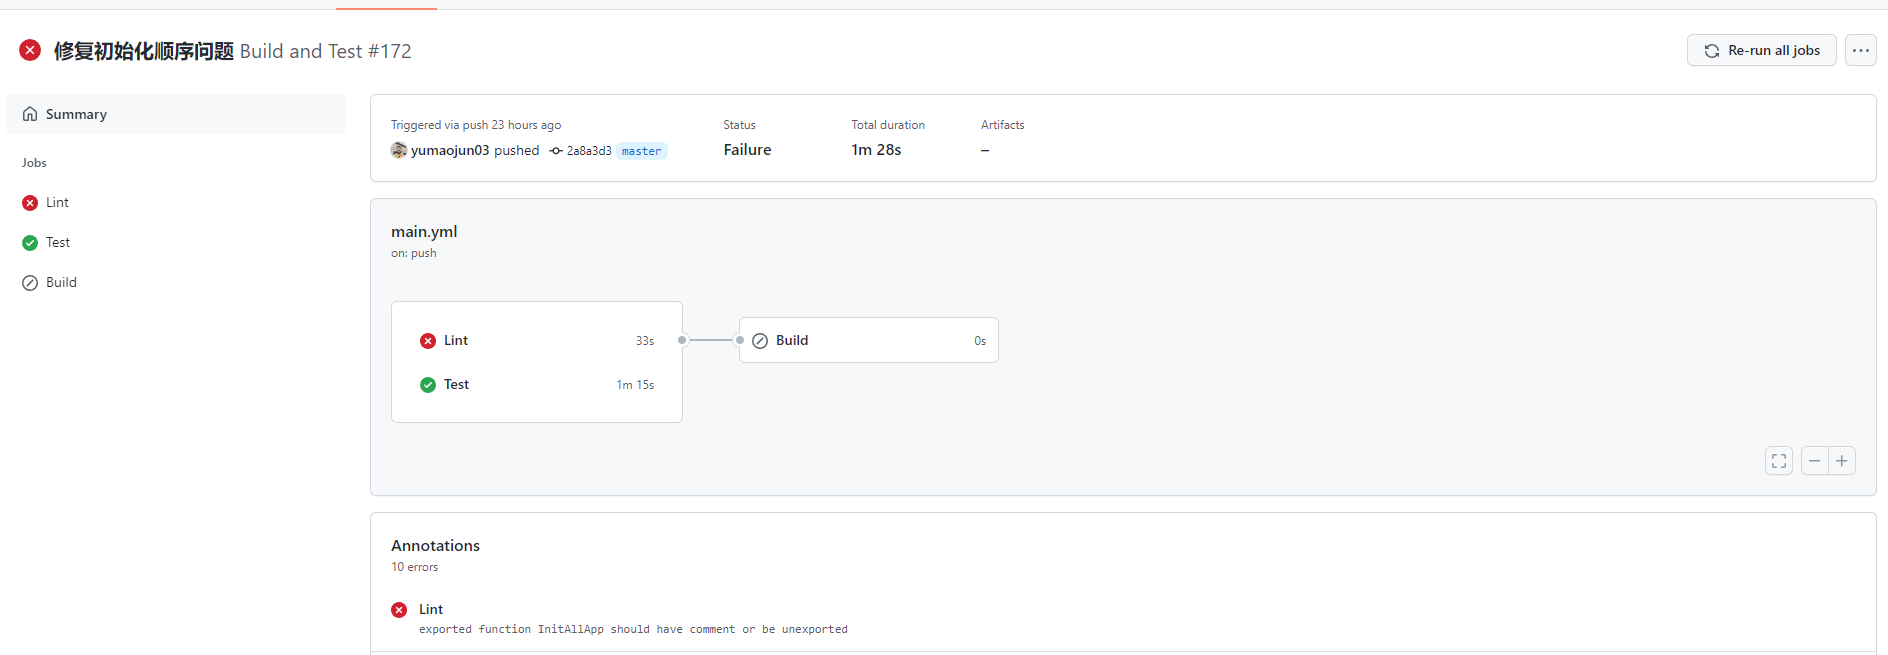 修复初始化顺序问题 Build and Test #172
Re-run all jobs
Summary
Jobs
Lint
Test
Build
Triggered via push 23 hours ago
yumaojun03 pushed 2a8a3d3 master
Status
Failure
Total duration
1m 28s
Artifacts
–
main.yml
on: push
Lint 33s
Test 1m 15s
Build 0s
Annotations
10 errors
Lint
exported function InitAllApp should have comment or be unexported